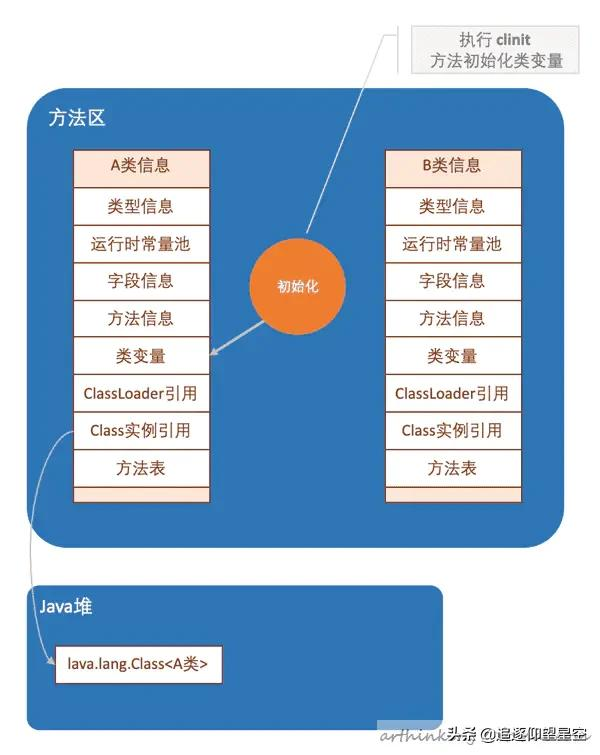 执行 clinit
方法初始化类变量
方法区
A类信息
类型信息
运行时常量池
字段信息
方法信息
类变量
ClassLoader引用
Class实例引用
方法表
初始化
B类信息
类型信息
运行时常量池
字段信息
方法信息
类变量
ClassLoader引用
Class实例引用
方法表
Java堆
lava.lang.Class<A类>
头条 @追逐仰望星空